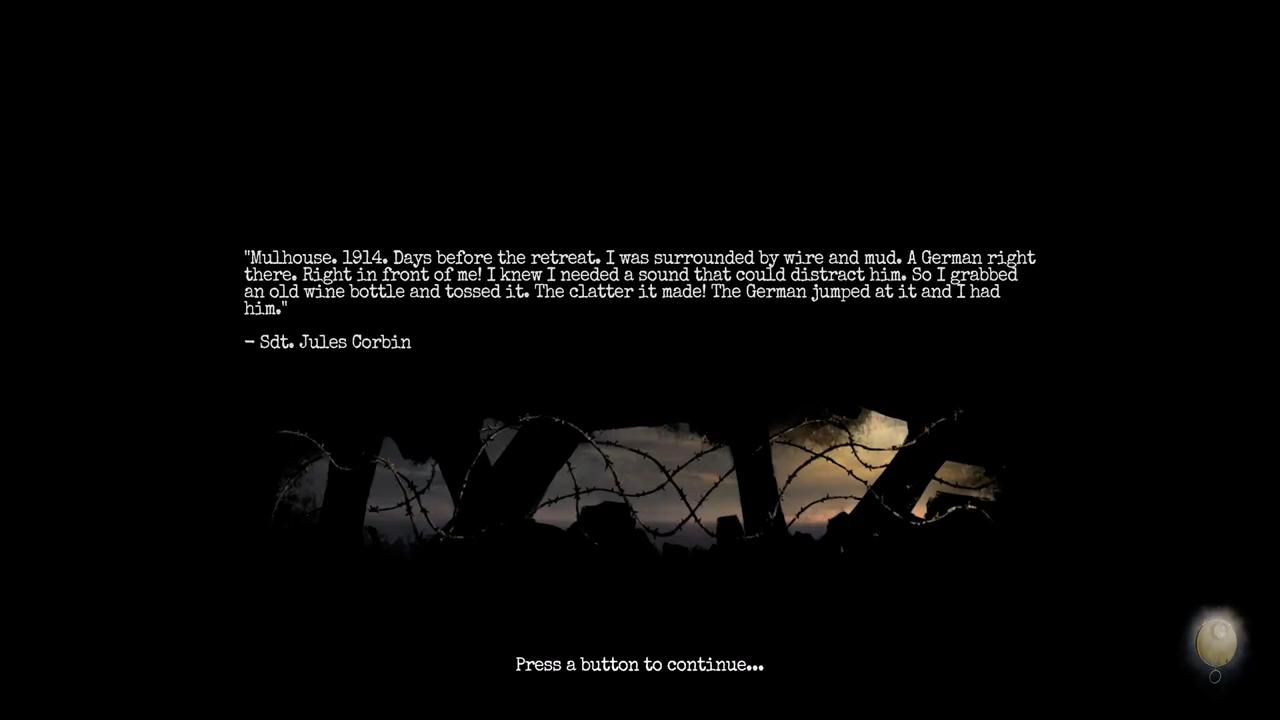 "Mulhouse. 1914. Days before the retreat. I was surrounded by wire and mud. A German right
there. Right in front of me! I knew I needed a sound that could distract him. So I grabbed
an old wine bottle and tossed it. The clatter it made! The German jumped at it and I had
him."
- Sdt. Jules Corbin
Press a button to continue...